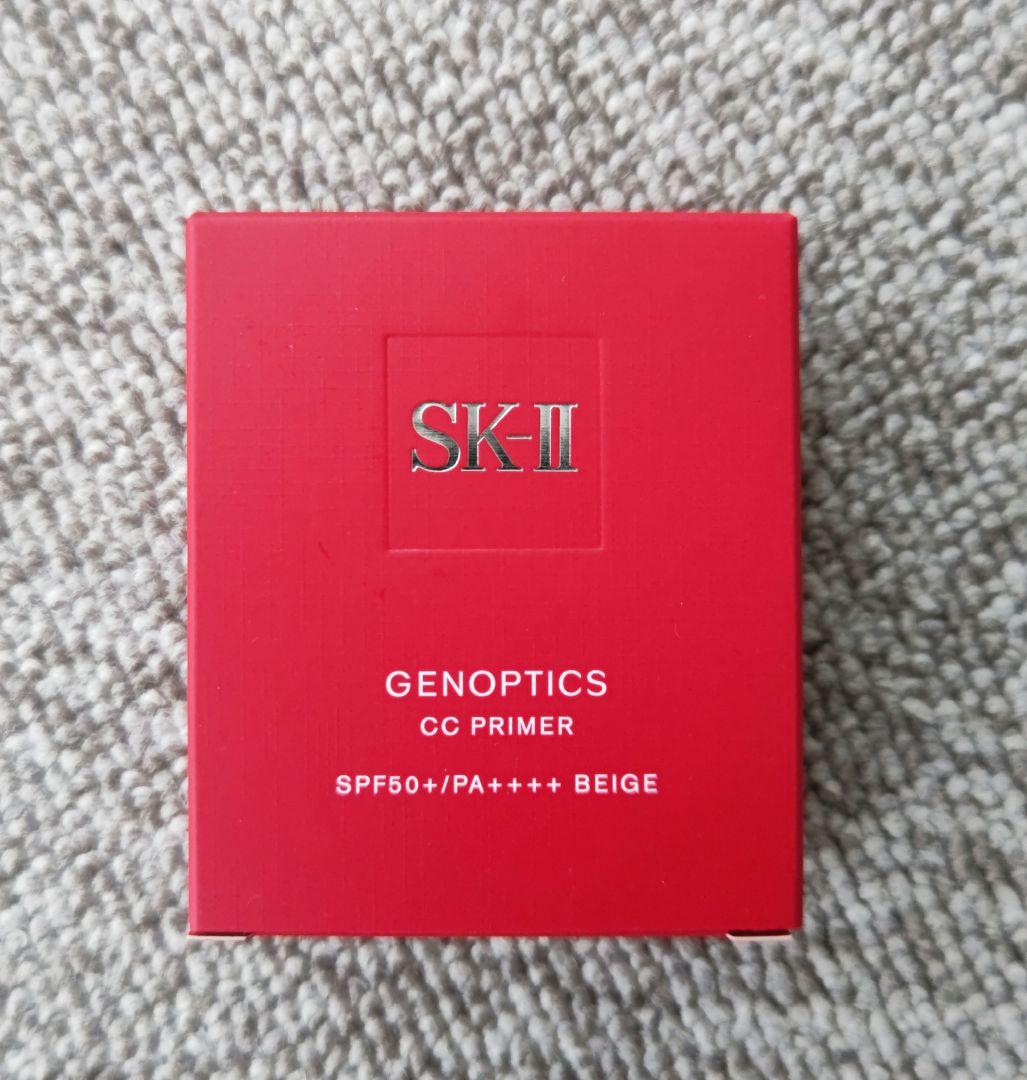 SK-II
GENOPTICS
CC PRIMER
SPF50+/PA++++ BEIGE